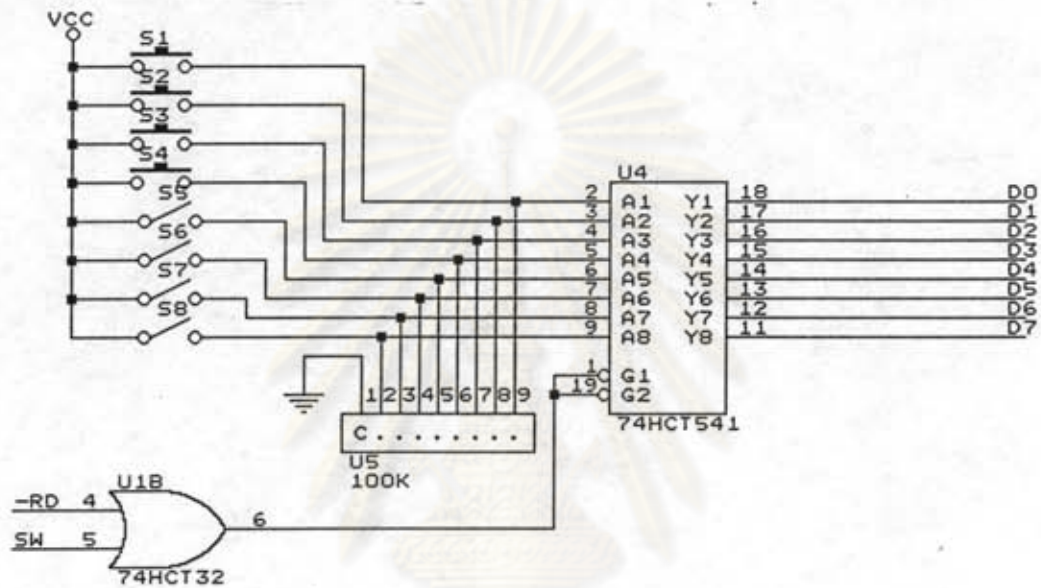 VCC
S1
S2
S3
S4
S5
S6
S7
S8
U4
2 A1 Y1 18 D0
3 A2 Y2 17 D1
4 A3 Y3 16 D2
5 A4 Y4 15 D3
6 A5 Y5 14 D4
7 A6 Y6 13 D5
8 A7 Y7 12 D6
9 A8 Y8 11 D7
1 G1
19 G2
74HCT541
1 2 3 4 5 6 7 8 9
C
U5
100K
U1B
-RD 4
6
SW 5
74HCT32